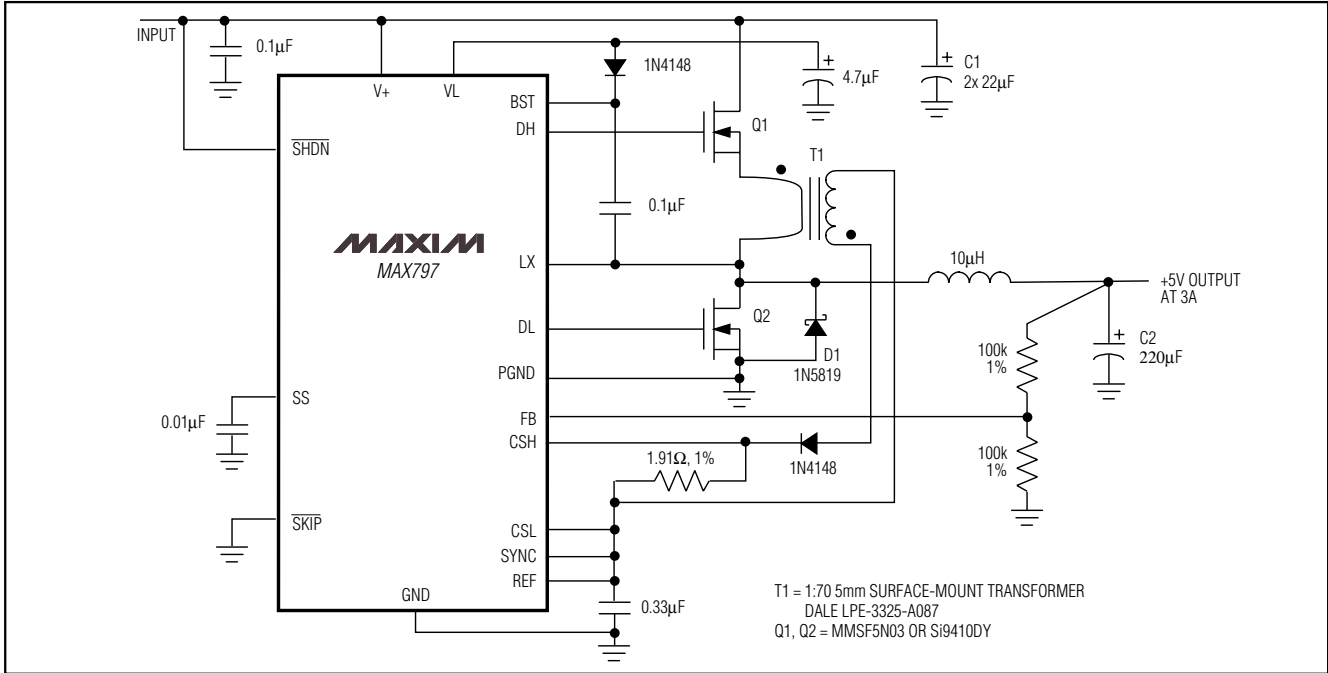 INPUT
0.1μF
1N4148
4.7μF
C1
2x 22μF
V+
VL
BST
DH
Q1
T1
SHDN
0.1μF
MAXIM
MAX797
LX
10μH
+5V OUTPUT
AT 3A
DL
Q2
D1
1N5819
C2
220μF
100k
1%
PGND
SS
0.01μF
FB
CSH
1.91Ω, 1%
1N4148
100k
1%
SKIP
CSL
SYNC
REF
GND
0.33μF
T1 = 1:70 5mm SURFACE-MOUNT TRANSFORMER
DALE LPE-3325-A087
Q1, Q2 = MMSF5N03 OR Si9410DY
+
+
+